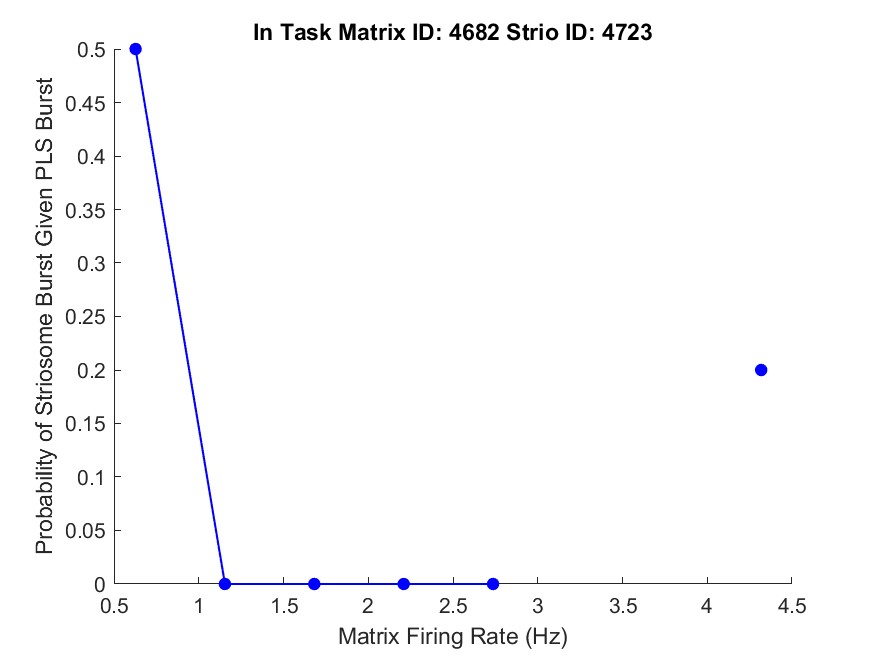 In Task Matrix ID: 4682 Strio ID: 4723
Probability of Striosome Burst Given PLS Burst
0.5
0.45
0.4
0.35
0.3
0.25
0.2
0.15
0.1
0.05
0
0.5 1 1.5 2 2.5 3 3.5 4 4.5
Matrix Firing Rate (Hz)